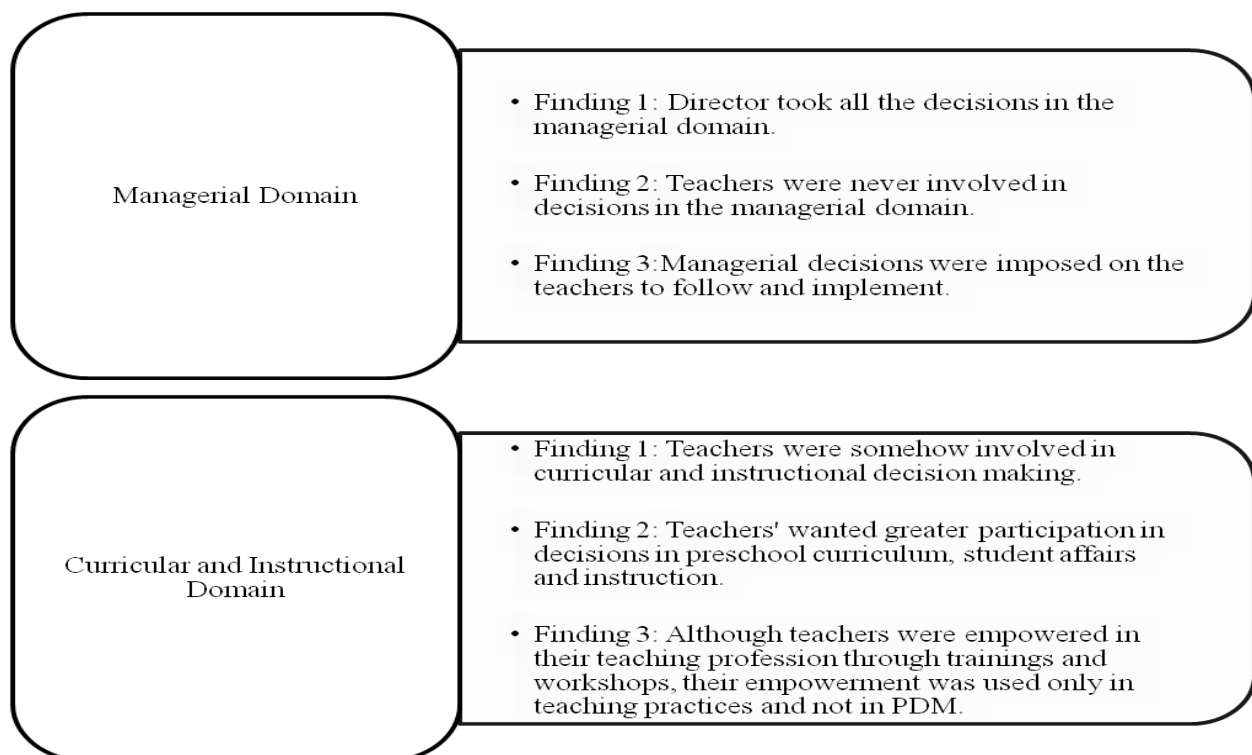 Managerial Domain
• Finding 1: Director took all the decisions in the
managerial domain.
• Finding 2: Teachers were never involved in
decisions in the managerial domain.
• Finding 3:Managerial decisions were imposed on the
teachers to follow and implement.
Curricular and Instructional
Domain
• Finding 1: Teachers were somehow involved in
curricular and instructional decision making.
• Finding 2: Teachers' wanted greater participation in
decisions in preschool curriculum, student affairs
and instruction.
• Finding 3: Although teachers were empowered in
their teaching profession through trainings and
workshops, their empowerment was used only in
teaching practices and not in PDM.